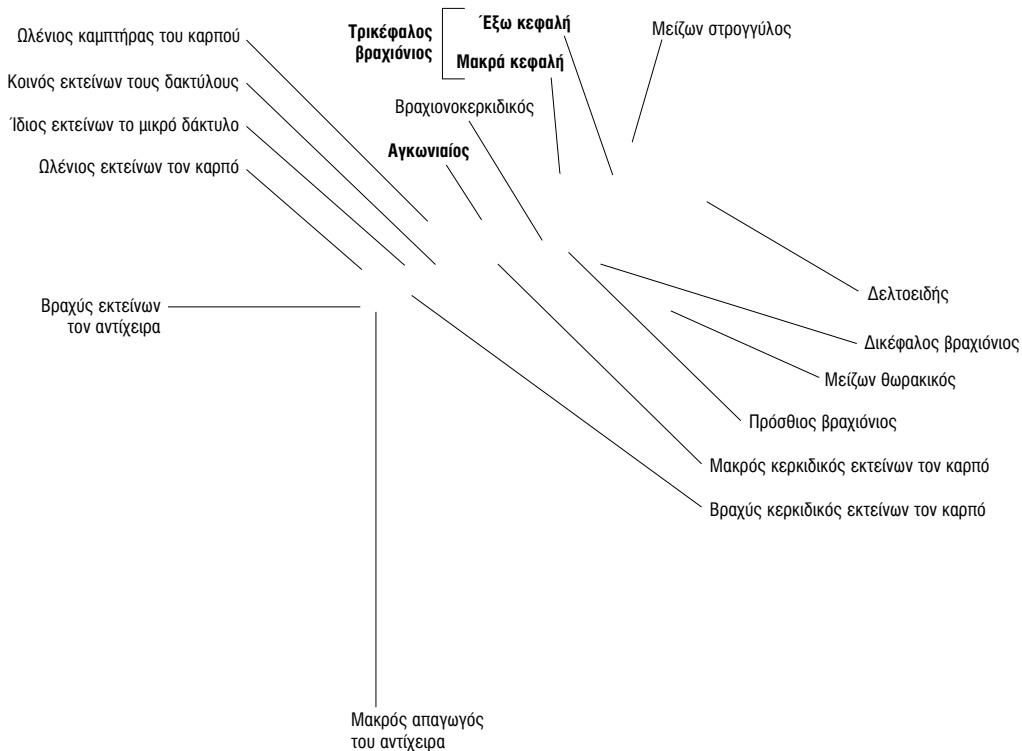 Ωλένιος καμπτήρας του καρπού
Κοινός εκτείνων τους δακτύλους
Ίδιος εκτείνων το μικρό δάκτυλο
Ωλένιος εκτείνων τον καρπό
Βραχύς εκτείνων
τον αντίχειρα
Τρικέφαλος
βραχιόνιος
Έξω κεφαλή
Μακρά κεφαλή
Βραχιονοκερκιδικός
Αγκωνιαίος
Μείζων στρογγύλος
Δελτοειδής
Δικέφαλος βραχιόνιος
Μείζων θωρακικός
Πρόσθιος βραχιόνιος
Μακρός κερκιδικός εκτείνων τον καρπό
Βραχύς κερκιδικός εκτείνων τον καρπό
Μακρός απαγωγός
του αντίχειρα